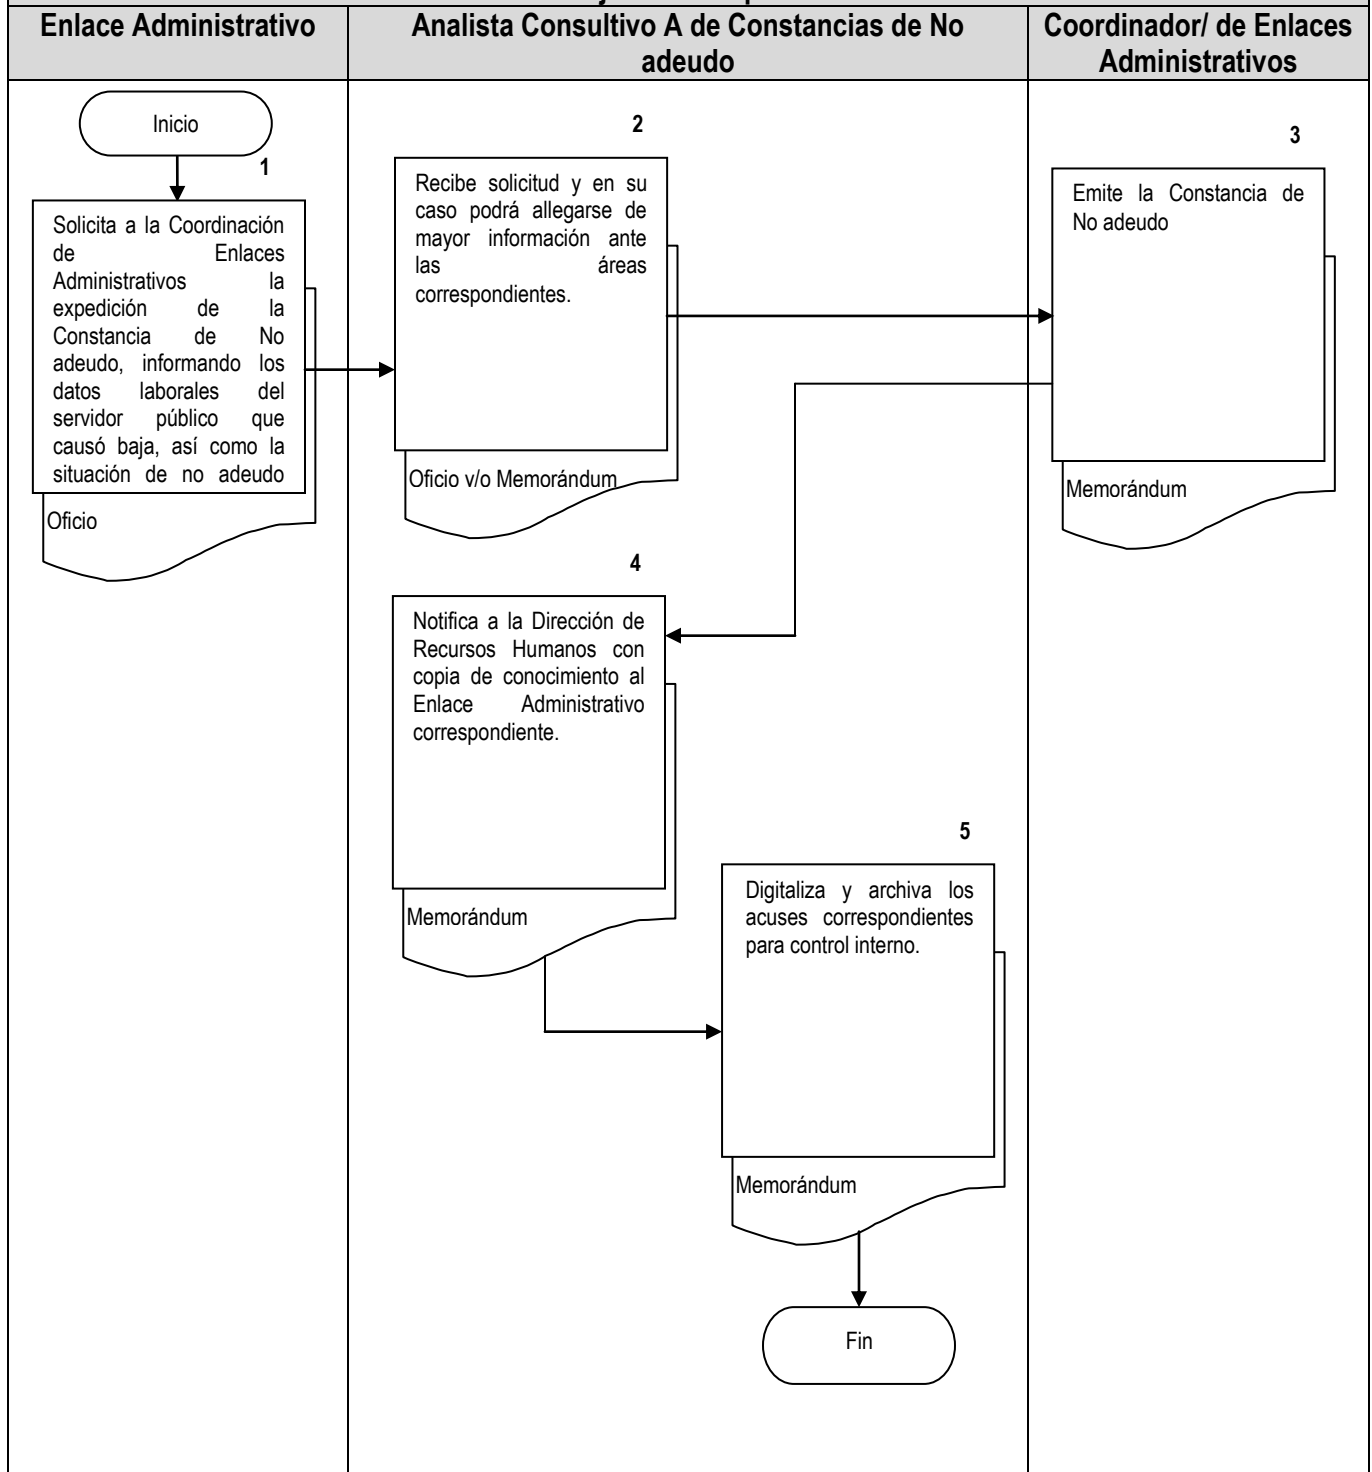 Enlace Administrativo
Analista Consultivo A de Constancias de No
adeudo
Coordinador/ de Enlaces
Administrativos
Inicio
1
Solicita a la Coordinación
de Enlaces
Administrativos la
expedición de la
Constancia de No
adeudo, informando los
datos laborales del
servidor público que
causó baja, así como la
situación de no adeudo
Oficio
2
Recibe solicitud y en su
caso podrá allegarse de
mayor información ante
las áreas
correspondientes.
Oficio y/o Memorándum
3
Emite la Constancia de
No adeudo
Memorándum
4
Notifica a la Dirección de
Recursos Humanos con
copia de conocimiento al
Enlace Administrativo
correspondiente.
Memorándum
5
Digitaliza y archiva los
acuses correspondientes
para control interno.
Memorándum
Fin